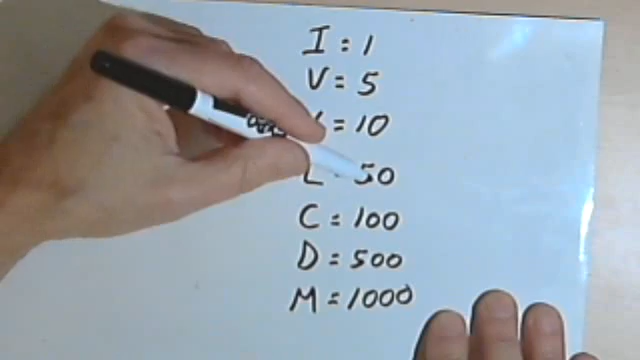 I = 1
V = 5
= 10
L = 50
C = 100
D = 500
M = 1000